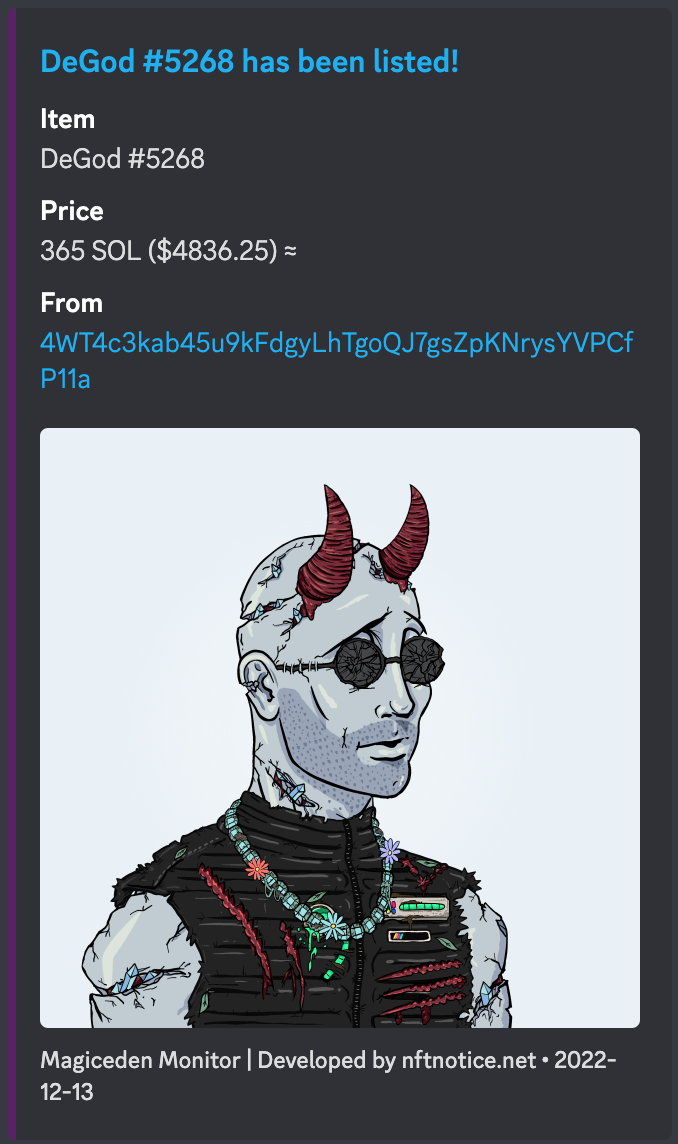 DeGod #5268 has been listed!
Item
DeGod #5268
Price
365 SOL ($4836.25) ≈
From
4WT4c3kab45u9kFdgyLhTgoQJ7gsZpKNrysYVPCf
P11a
Magiceden Monitor | Developed by nftnotice.net • 2022-
12-13